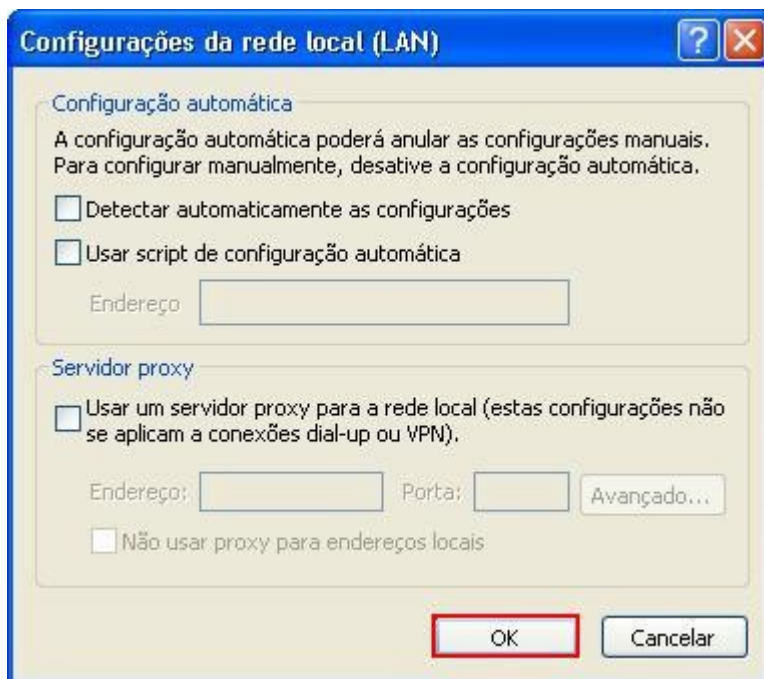 Configurações da rede local (LAN)
Configuração automática
A configuração automática poderá anular as configurações manuais.
Para configurar manualmente, desative a configuração automática.
Detectar automaticamente as configurações
Usar script de configuração automática
Endereço
Servidor proxy
Usar um servidor proxy para a rede local (estas configurações não
se aplicam a conexões dial-up ou VPN).
Endereço: Porta: Avançado...
Não usar proxy para endereços locais
OK Cancelar